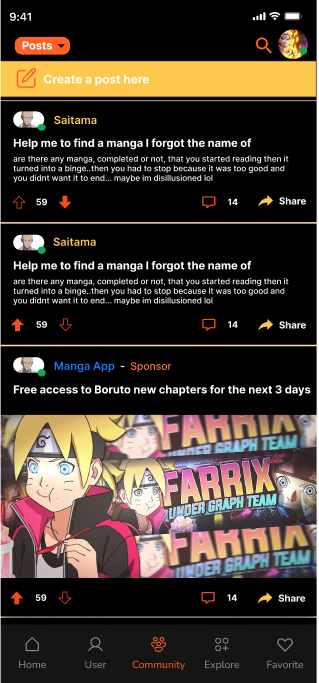 9:41
Posts
Create a post here
Saitama
Help me to find a manga I forgot the name of
are there any manga, completed or not, that you started reading then it
turned into a binge..then you had to stop because it was too good and
you didnt want it to end... maybe im disillusioned lol
59
14
Share
Saitama
Help me to find a manga I forgot the name of
are there any manga, completed or not, that you started reading then it
turned into a binge..then you had to stop because it was too good and
you didnt want it to end... maybe im disillusioned lol
59
14
Share
Manga App - Sponsor
Free access to Boruto new chapters for the next 3 days
FARRIX
UNDER GRAPH TEAM
FARRIX
UNDER GRAPH TEAM
FARRIX
59
14
Share
Home
User
Community
Explore
Favorite